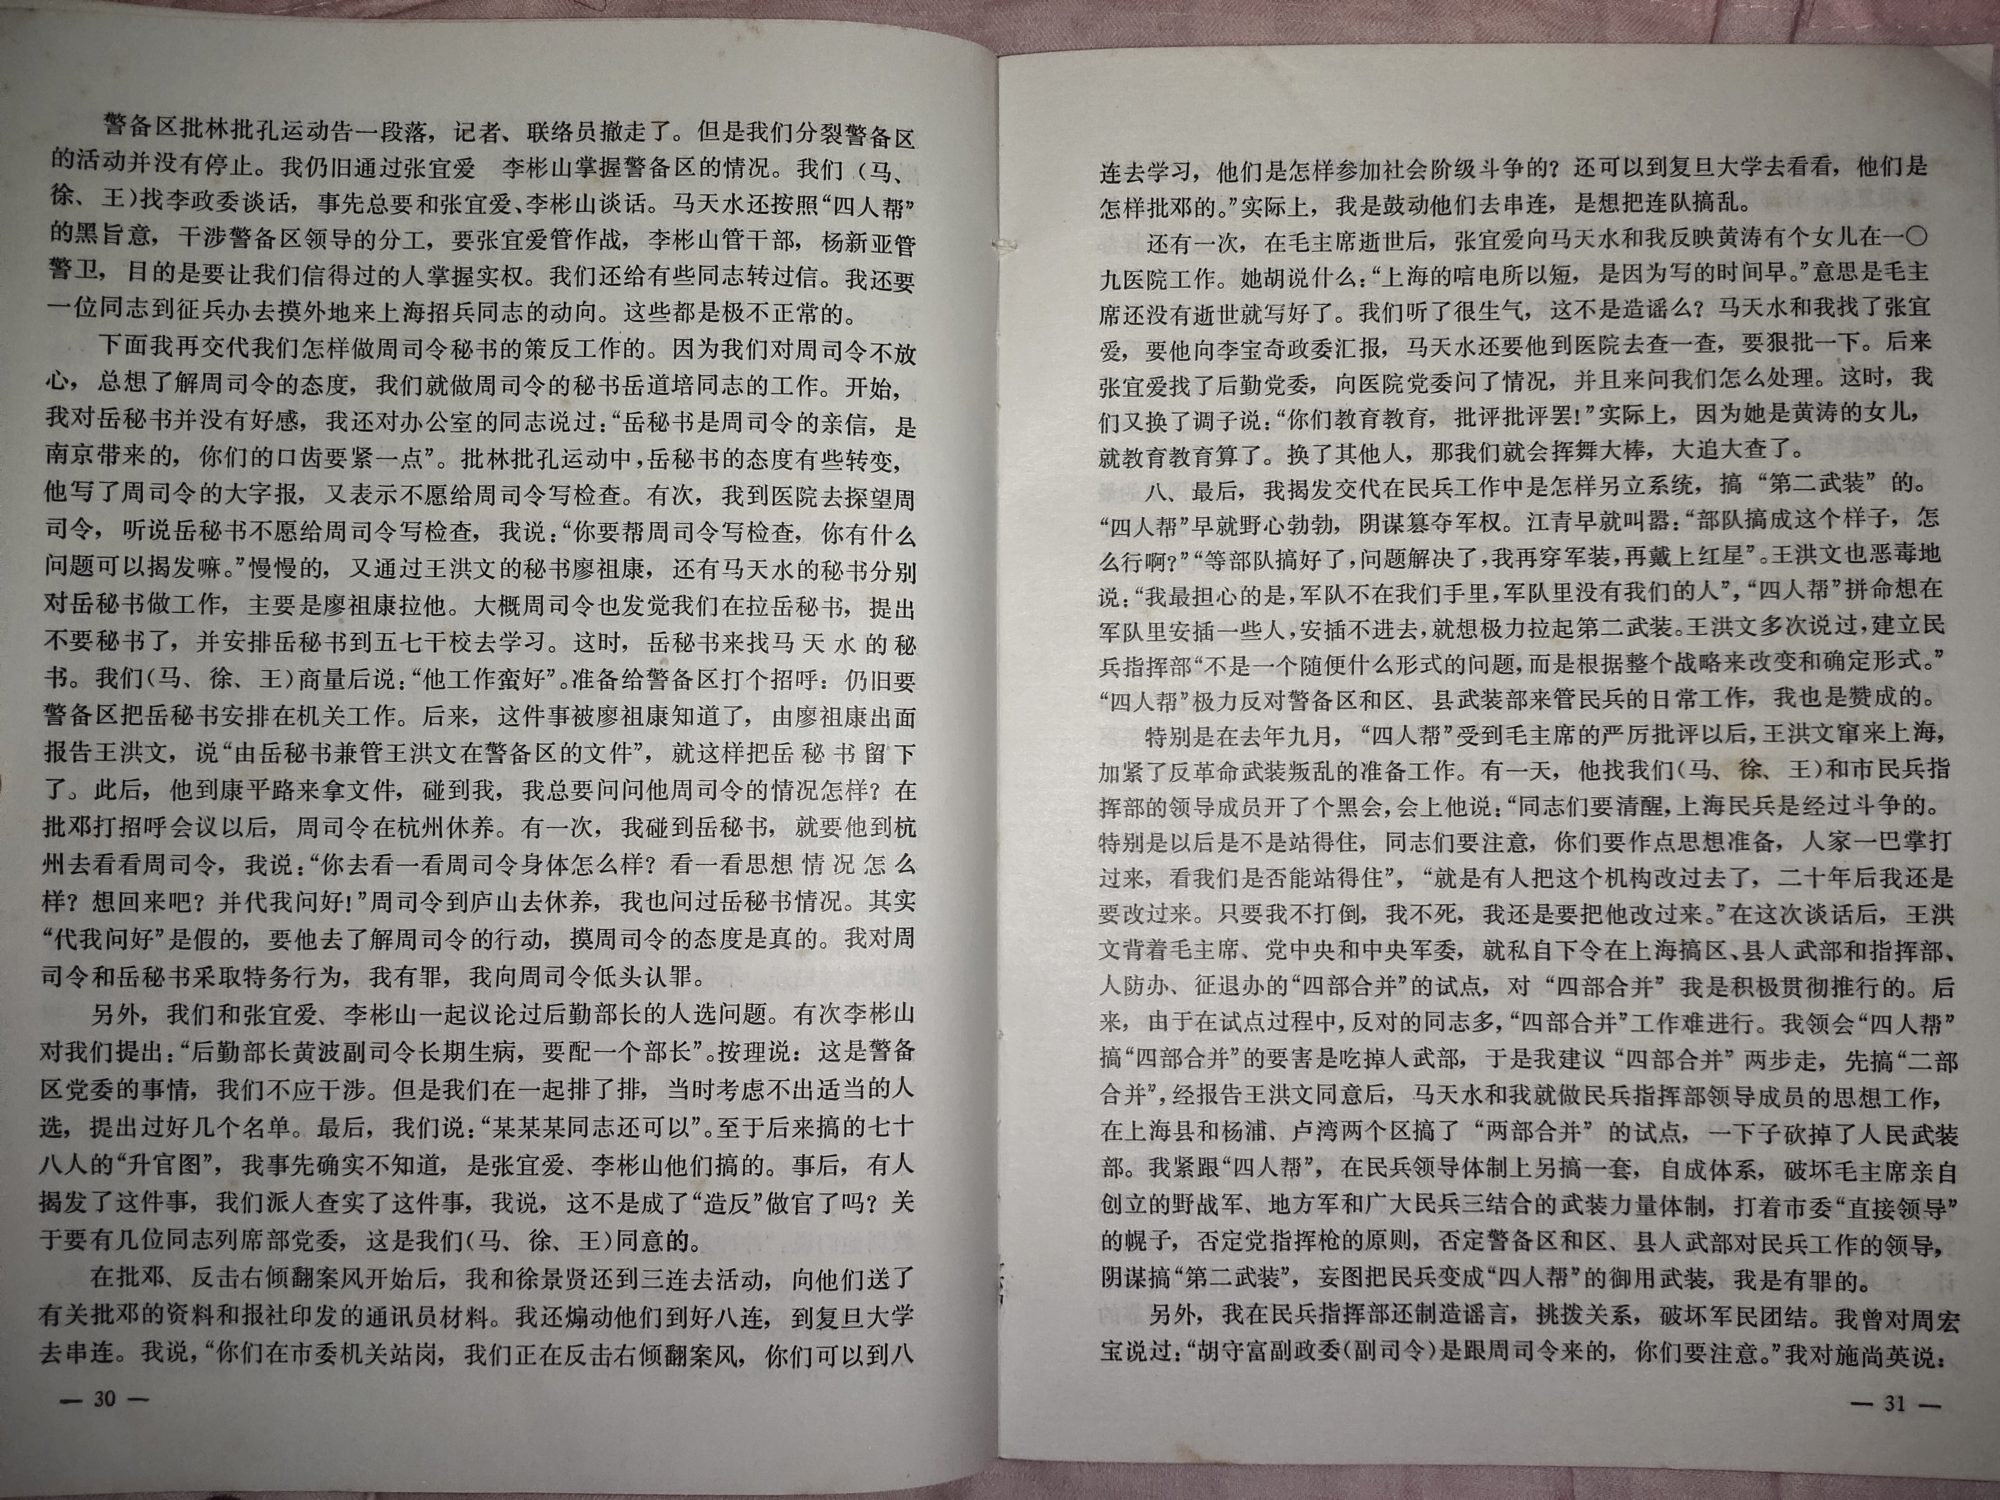 警备区批林批孔运动告一段落，记者、联络员撤走了。但是我们分裂警备区
的活动并没有停止。我仍旧通过张宜爱　李彬山掌握警备区的情况。我们（马、
徐、王）找李政委谈话，事先总要和张宜爱、李彬山谈话。马天水还按照“四人帮”
的黑旨意，干涉警备区领导的分工，要张宜爱管作战，李彬山管干部，杨新亚管
警卫，目的是要让我们信得过的人掌握实权。我们还给有些同志转过信。我还要
一位同志到征兵办去摸外地来上海招兵同志的动向。这些都是极不正常的。
下面我再交代我们怎样做周司令秘书的策反工作的。因为我们对周司令不放
心，总想了解周司令的态度，我们就做周司令的秘书岳道培同志的工作。开始，
我对岳秘书并没有好感，我还对办公室的同志说过：“岳秘书是周司令的亲信，是
南京带来的，你们的口齿要紧一点”。批林批孔运动中，岳秘书的态度有些转变，
他写了周司令的大字报，又表示不愿给周司令写检查。有次，我到医院去探望周
司令，听说岳秘书不愿给周司令写检查，我说：“你要帮周司令写检查，你有什么
问题可以揭发嘛。”慢慢的，又通过王洪文的秘书廖祖康，还有马天水的秘书分别
对岳秘书做工作，主要是廖祖康拉他。大概周司令也发觉我们在拉岳秘书，提出
不要秘书了，并安排岳秘书到五七干校去学习。这时，岳秘书来找马天水的秘
书。我们（马、徐、王）商量后说：“他工作蛮好”。准备给警备区打个招呼：仍旧要
警备区把岳秘书安排在机关工作。后来，这件事被廖祖康知道了，由廖祖康出面
报告王洪文，说“由岳秘书兼管王洪文在警备区的文件”，就这样把岳秘书留下
了。此后，他到康平路来拿文件，碰到我，我总要问问他周司令的情况怎样？在
批邓打招呼会议以后，周司令在杭州休养。有一次，我碰到岳秘书，就要他到杭
州去看看周司令，我说：“你去看一看周司令身体怎么样？看一看思想情况怎么
样？想回来吧？并代我问好！”周司令到庐山去休养，我也问过岳秘书情况。其实
“代我问好”是假的，要他去了解周司令的行动，摸周司令的态度是真的。我对周
司令和岳秘书采取特务行为，我有罪，我向周司令低头认罪。
另外，我们和张宜爱、李彬山一起议论过后勤部长的人选问题。有次李彬山
对我们提出：“后勤部长黄波副司令长期生病，要配一个部长”。按理说：这是警备
区党委的事情，我们不应干涉。但是我们在一起排了排，当时考虑不出适当的人
选，提出过好几个名单。最后，我们说：“某某某同志还可以”。至于后来搞的七十
八人的“升官图”，我事先确实不知道，是张宜爱、李彬山他们搞的。事后，有人
揭发了这件事，我们派人查实了这件事，我说，这不是成了“造反”做官了吗？关
于要有几位同志列席部党委，这是我们（马、徐、王）同意的。
在批邓、反击右倾翻案风开始后，我和徐景贤还到三连去活动，向他们送了
有关批邓的资料和报社印发的通讯员材料。我还煽动他们到好八连，到复旦大学
去串连。我说，“你们在市委机关站岗，我们正在反击右倾翻案风，你们可以到八
— 30 —
连去学习，他们是怎样参加社会阶级斗争的？还可以到复旦大学去看看，他们是
怎样批邓的。”实际上，我是鼓动他们去串连，是想把连队搞乱。
还有一次，在毛主席逝世后，张宜爱向马天水和我反映黄涛有个女儿在一〇
九医院工作。她胡说什么：“上海的唁电所以短，是因为写的时间早。”意思是毛主
席还没有逝世就写好了。我们听了很生气，这不是造谣么？马天水和我找了张宜
爱，要他向李宝奇政委汇报，马天水还要他到医院去查一查，要狠批一下。后来
张宜爱找了后勤党委，向医院党委问了情况，并且来问我们怎么处理。这时，我
们又换了调子说：“你们教育教育，批评批评罢！”实际上，因为她是黄涛的女儿，
就教育教育算了。换了其他人，那我们就会挥舞大棒，大追大查了。
八、最后，我揭发交代在民兵工作中是怎样另立系统，搞“第二武装”的。
“四人帮”早就野心勃勃，阴谋篡夺军权。江青早就叫嚣：“部队搞成这个样子，怎
么行啊？”“等部队搞好了，问题解决了，我再穿军装，再戴上红星”。王洪文也恶毒地
说：“我最担心的是，军队不在我们手里，军队里没有我们的人”，“四人帮”拼命想在
军队里安插一些人，安插不进去，就想极力拉起第二武装。王洪文多次说过，建立民
兵指挥部“不是一个随便什么形式的问题，而是根据整个战略来改变和确定形式。”
“四人帮”极力反对警备区和区、县武装部来管民兵的日常工作，我也是赞成的。
特别是在去年九月，“四人帮”受到毛主席的严厉批评以后，王洪文窜来上海，
加紧了反革命武装叛乱的准备工作。有一天，他找我们（马、徐、王）和市民兵指
挥部的领导成员开了个黑会，会上他说：“同志们要清醒，上海民兵是经过斗争的。
特别是以后是不是站得住，同志们要注意，你们要作点思想准备，人家一巴掌打
过来，看我们是否能站得住”，“就是有人把这个机构改过去了，二十年后我还是
要改过来。只要我不打倒，我不死，我还是要把他改过来。”在这次谈话后，王洪
文背着毛主席、党中央和中央军委，就私自下令在上海搞区、县人武部和指挥部、
人防办、征退办的“四部合并”的试点，对“四部合并”我是积极贯彻推行的。后
来，由于在试点过程中，反对的同志多，“四部合并”工作难进行。我领会“四人帮”
搞“四部合并”的要害是吃掉人武部，于是我建议“四部合并”两步走，先搞“二部
合并”，经报告王洪文同意后，马天水和我就做民兵指挥部领导成员的思想工作，
在上海县和杨浦、卢湾两个区搞了“两部合并”的试点，一下子砍掉了人民武装
部。我紧跟“四人帮”，在民兵领导体制上另搞一套，自成体系，破坏毛主席亲自
创立的野战军、地方军和广大民兵三结合的武装力量体制，打着市委“直接领导”
的幌子，否定党指挥枪的原则，否定警备区和区、县人武部对民兵工作的领导，
阴谋搞“第二武装”，妄图把民兵变成“四人帮”的御用武装，我是有罪的。
另外，我在民兵指挥部还制造谣言，挑拨关系，破坏军民团结。我曾对周宏
宝说过：“胡守富副政委（副司令）是跟周司令来的，你们要注意。”我对施尚英说：
— 31 —